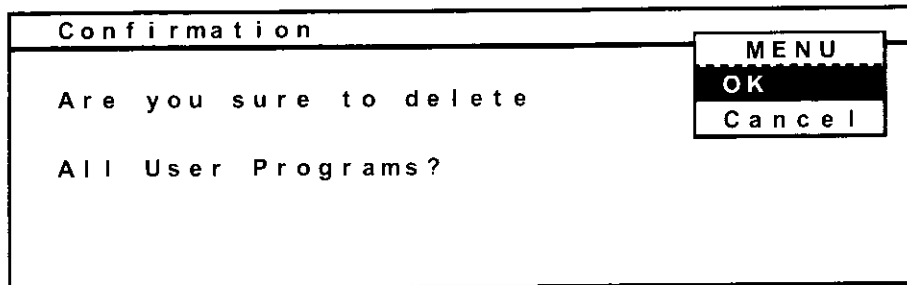 Confirmation
MENU
OK
Cancel
Are you sure to delete
All User Programs?